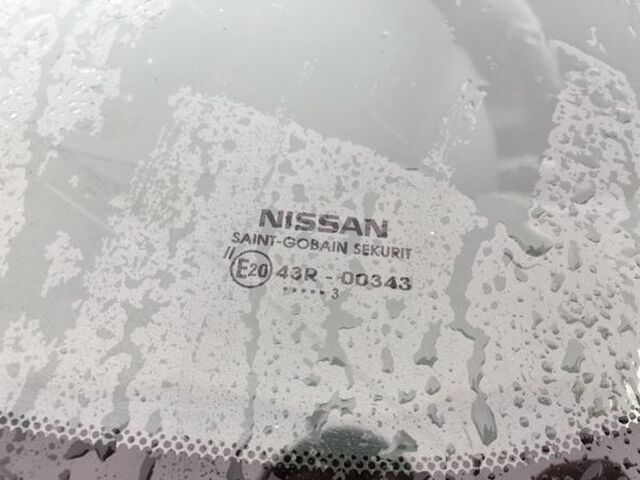 NISSAN
SAINT-GOBAIN SEKURIT
// E20 43R - 00343
..... 3